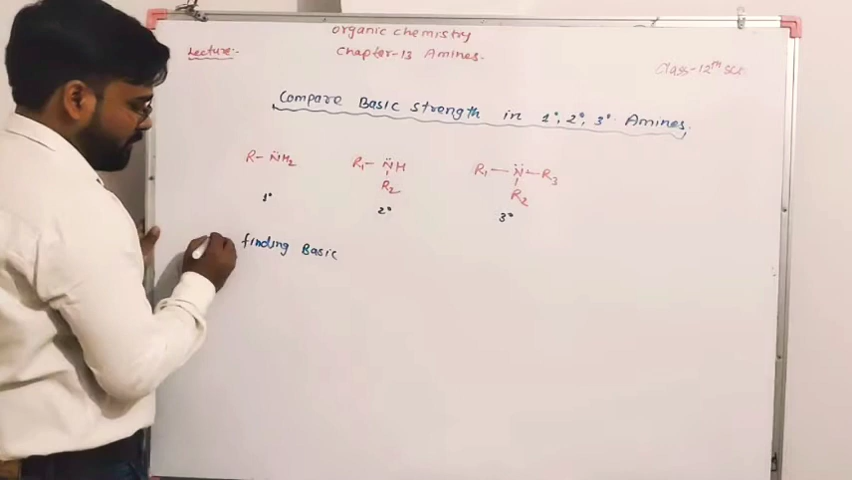 Organic chemistry
Lecture:-
Chapter-13 Amines.
Class-12th sci.
Compare Basic strength in 1°, 2°, 3° Amines.
R-N̈H2 R1-N̈H R1-N̈-R3
R2 R2
1° 2° 3°
finding Basic